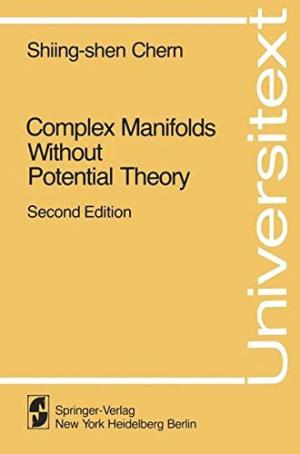 Shiing-shen Chern
Complex Manifolds
Without
Potential Theory
Second Edition
Universitext
Springer-Verlag
New York Heidelberg Berlin